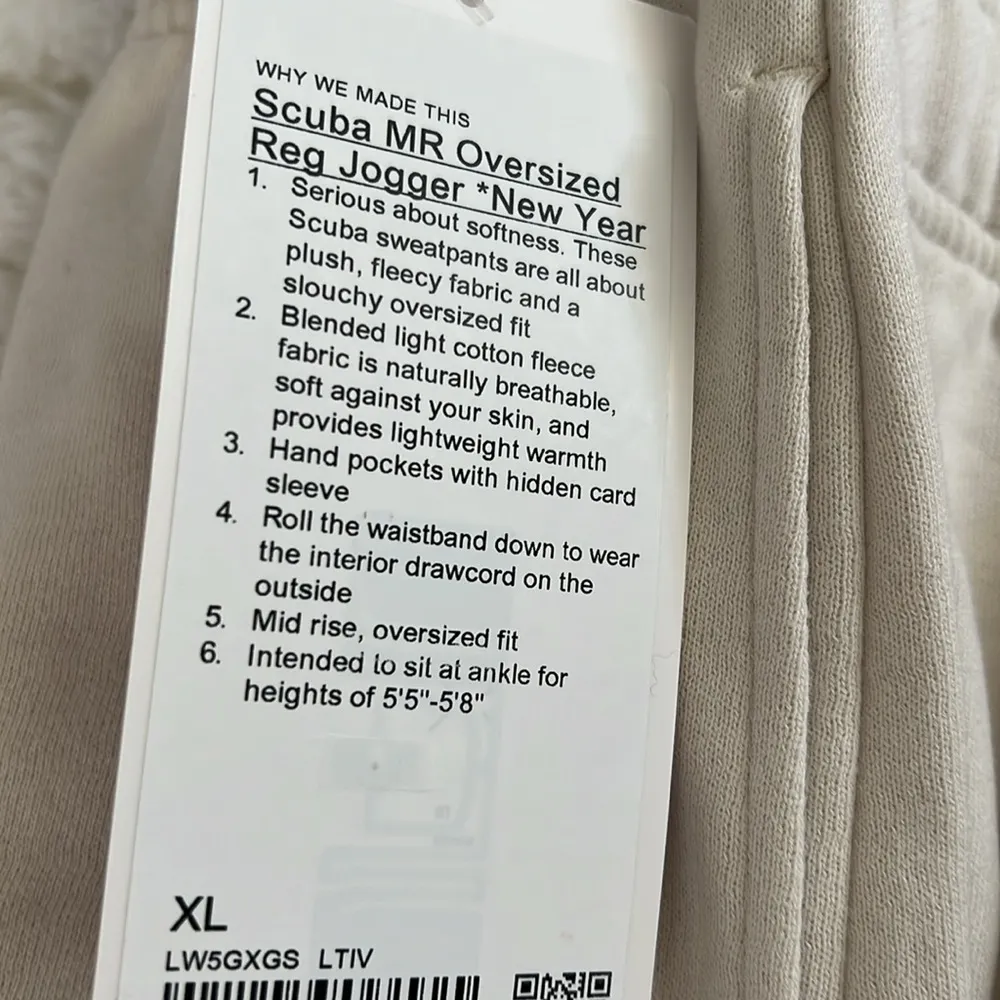 WHY WE MADE THIS
Scuba MR Oversized
Reg Jogger *New Year
1. Serious about softness. These
Scuba sweatpants are all about
plush, fleecy fabric and a
slouchy oversized fit
2. Blended light cotton fleece
fabric is naturally breathable,
soft against your skin, and
provides lightweight warmth
3. Hand pockets with hidden card
sleeve
4. Roll the waistband down to wear
the interior drawcord on the
outside
5. Mid rise, oversized fit
6. Intended to sit at ankle for
heights of 5'5"-5'8"
XL
LW5GXGS LTIV